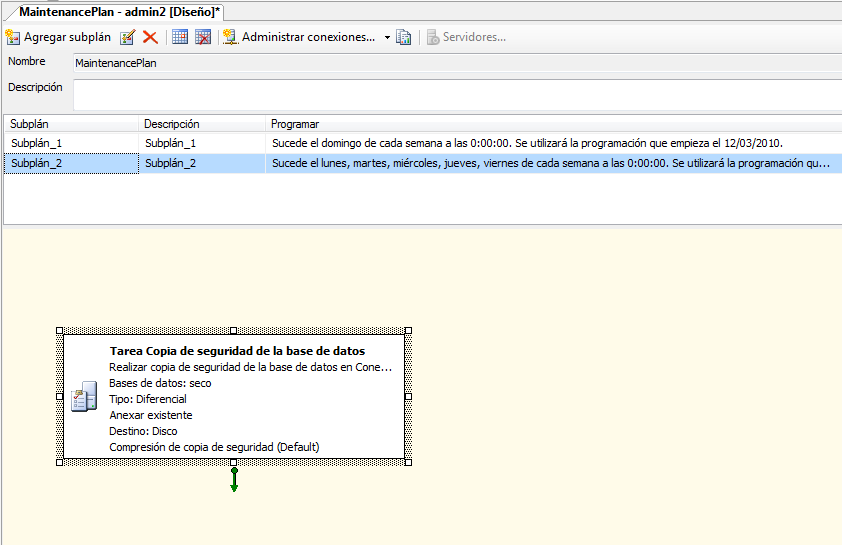 MaintenancePlan - admin2 [Diseño]*
Agregar subplán Administrar conexiones... Servidores...
Nombre MaintenancePlan
Descripción
Subplán Descripción Programar
Subplán_1 Subplán_1 Sucede el domingo de cada semana a las 0:00:00. Se utilizará la programación que empieza el 12/03/2010.
Subplán_2 Subplán_2 Sucede el lunes, martes, miércoles, jueves, viernes de cada semana a las 0:00:00. Se utilizará la programación qu...
Tarea Copia de seguridad de la base de datos
Realizar copia de seguridad de la base de datos en Cone...
Bases de datos: seco
Tipo: Diferencial
Anexar existente
Destino: Disco
Compresión de copia de seguridad (Default)